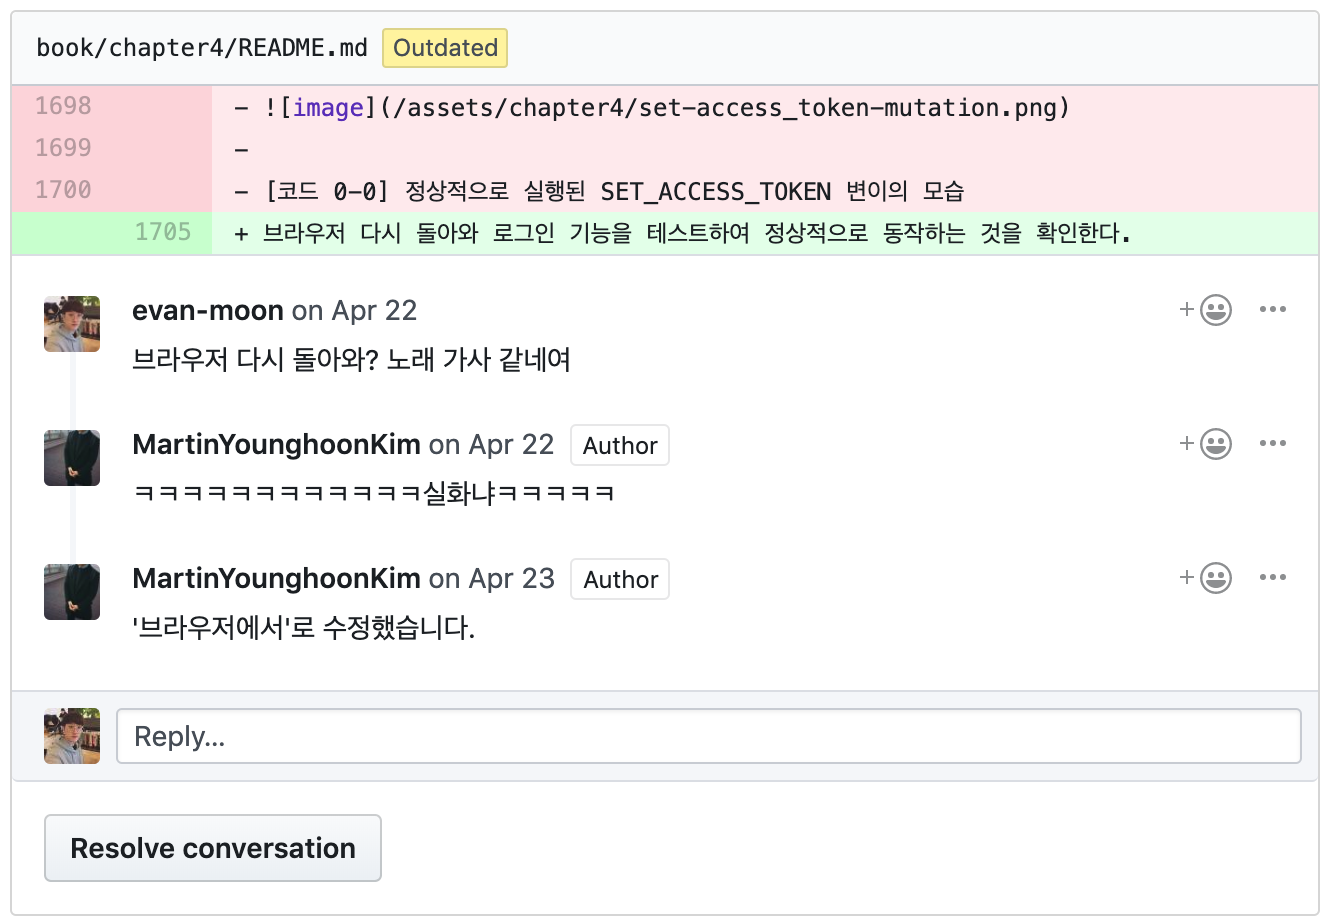 book/chapter4/README.md Outdated
1698 - ![image](/assets/chapter4/set-access_token-mutation.png)
1699 -
1700 - [코드 0-0] 정상적으로 실행된 SET_ACCESS_TOKEN 변이의 모습
1705 + 브라우저 다시 돌아와 로그인 기능을 테스트하여 정상적으로 동작하는 것을 확인한다.
evan-moon on Apr 22
브라우저 다시 돌아와? 노래 가사 같네여
MartinYounghoonKim on Apr 22 Author
ㅋㅋㅋㅋㅋㅋㅋㅋㅋㅋㅋㅋ실화냐ㅋㅋㅋㅋㅋ
MartinYounghoonKim on Apr 23 Author
'브라우저에서'로 수정했습니다.
Reply...
Resolve conversation